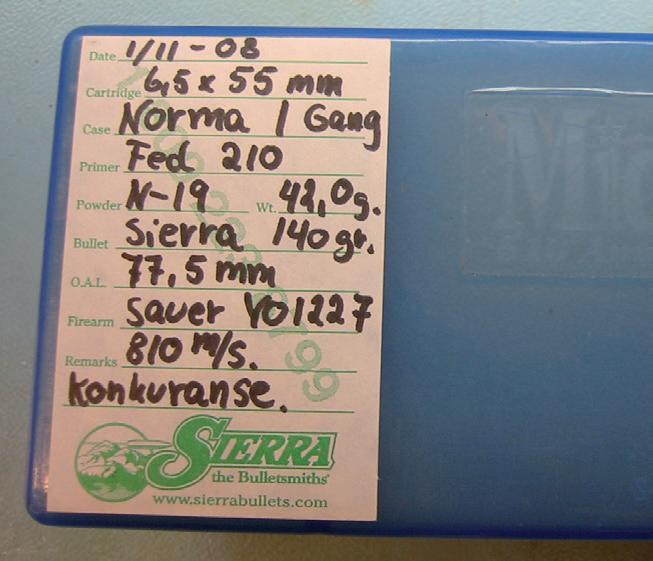 Date 1/11-08
Cartridge 6,5 x 55 mm
Case Norma 1 Gang
Primer Fed 210
Powder N-19 Wt. 42,0g.
Bullet Sierra 140 gr.
O.A.L. 77,5 mm
Firearm Sauer VO1227
Remarks 810 m/s.
Konkuranse.
SIERRA
the Bulletsmiths®
www.sierrabullets.com